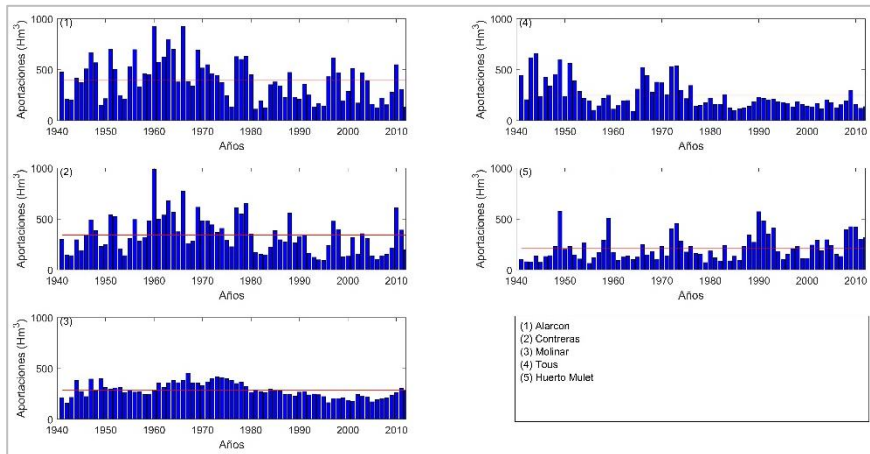 (1)
Aportaciones (Hm³)
1000
500
0
1940 1950 1960 1970 1980 1990 2000 2010
Años
(2)
Aportaciones (Hm³)
1000
500
0
1940 1950 1960 1970 1980 1990 2000 2010
Años
(3)
Aportaciones (Hm³)
1000
500
0
1940 1950 1960 1970 1980 1990 2000 2010
Años
(4)
Aportaciones (Hm³)
1000
500
0
1940 1950 1960 1970 1980 1990 2000 2010
Años
(5)
Aportaciones (Hm³)
1000
500
0
1940 1950 1960 1970 1980 1990 2000 2010
Años
(1) Alarcon
(2) Contreras
(3) Molinar
(4) Tous
(5) Huerto Mulet